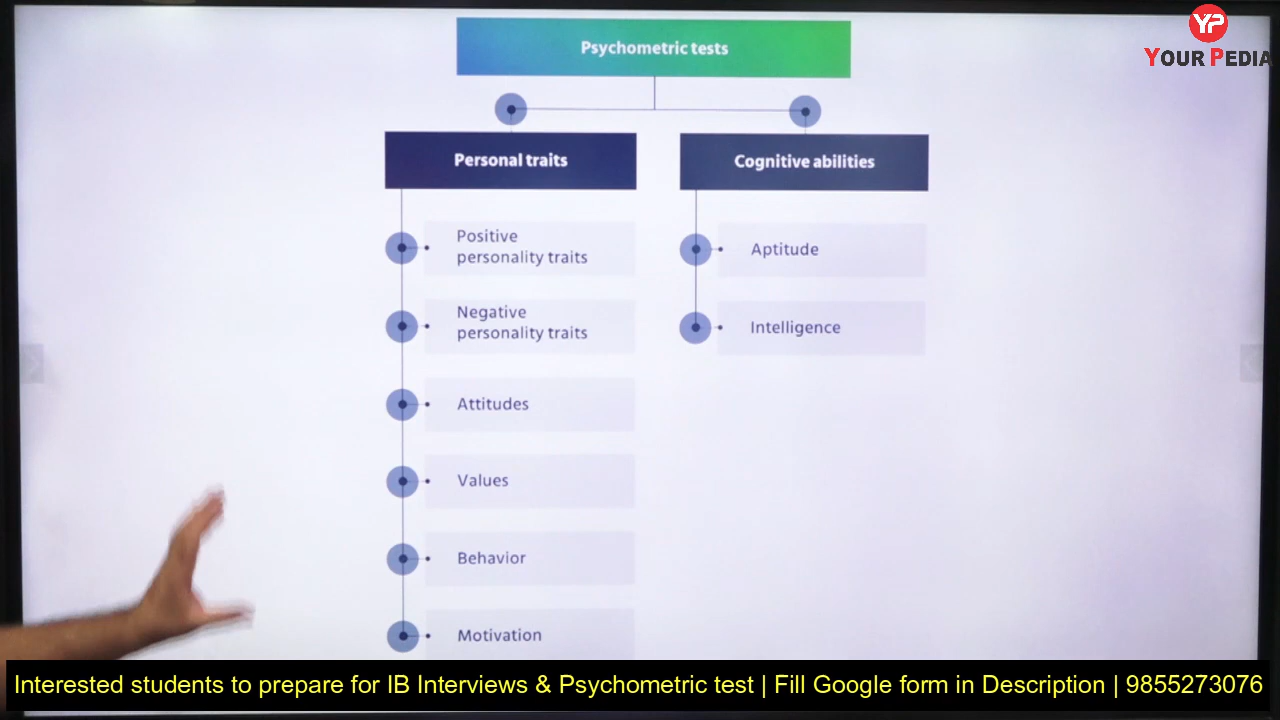 Psychometric tests
YP
YOUR PEDIA
Personal traits
Cognitive abilities
Positive
personality traits
Negative
personality traits
Attitudes
Values
Behavior
Motivation
Aptitude
Intelligence
Interested students to prepare for IB Interviews & Psychometric test | Fill Google form in Description | 9855273076